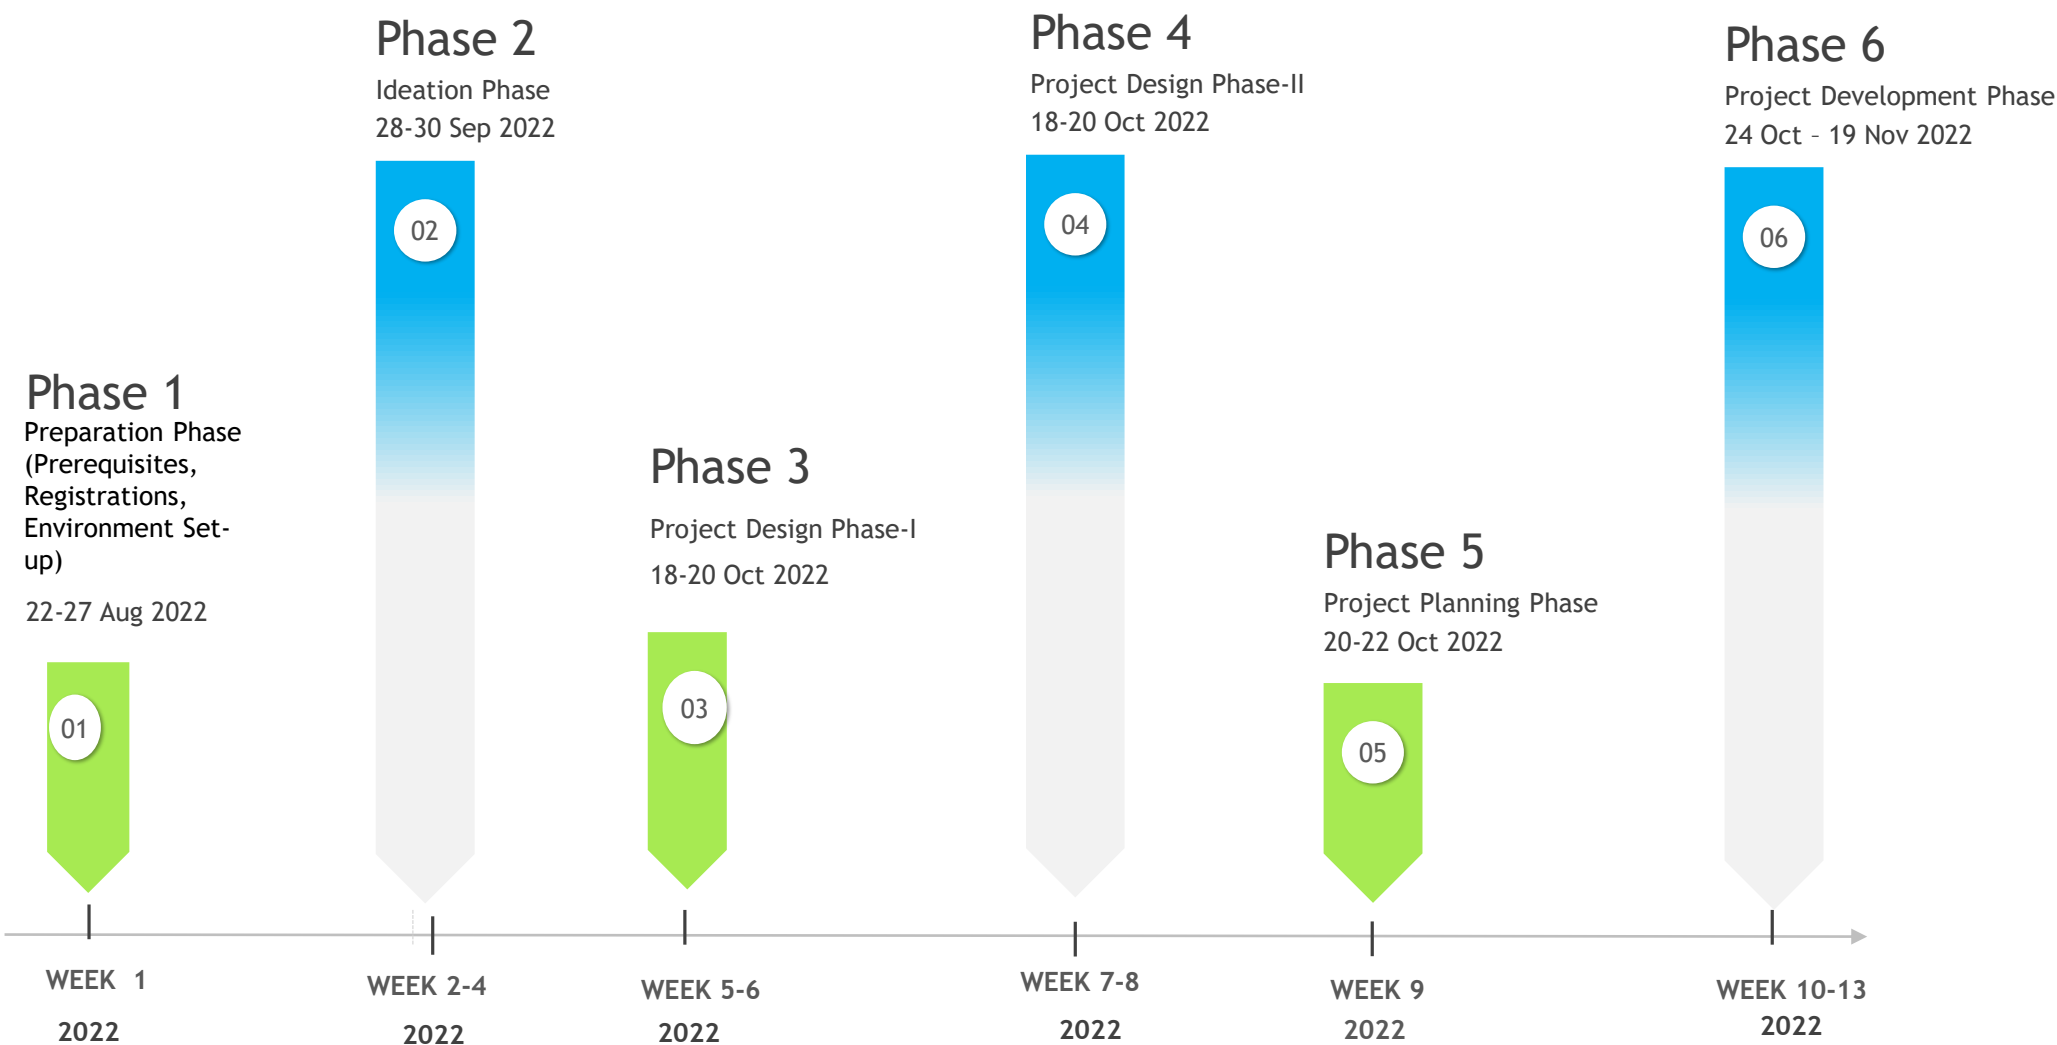 Phase 1
Preparation Phase
(Prerequisites,
Registrations,
Environment Set-
up)
22-27 Aug 2022
01
WEEK 1
2022
Phase 2
Ideation Phase
28-30 Sep 2022
02
WEEK 2-4
2022
Phase 3
Project Design Phase-I
18-20 Oct 2022
03
WEEK 5-6
2022
Phase 4
Project Design Phase-II
18-20 Oct 2022
04
WEEK 7-8
2022
Phase 5
Project Planning Phase
20-22 Oct 2022
05
WEEK 9
2022
Phase 6
Project Development Phase
24 Oct – 19 Nov 2022
06
WEEK 10-13
2022